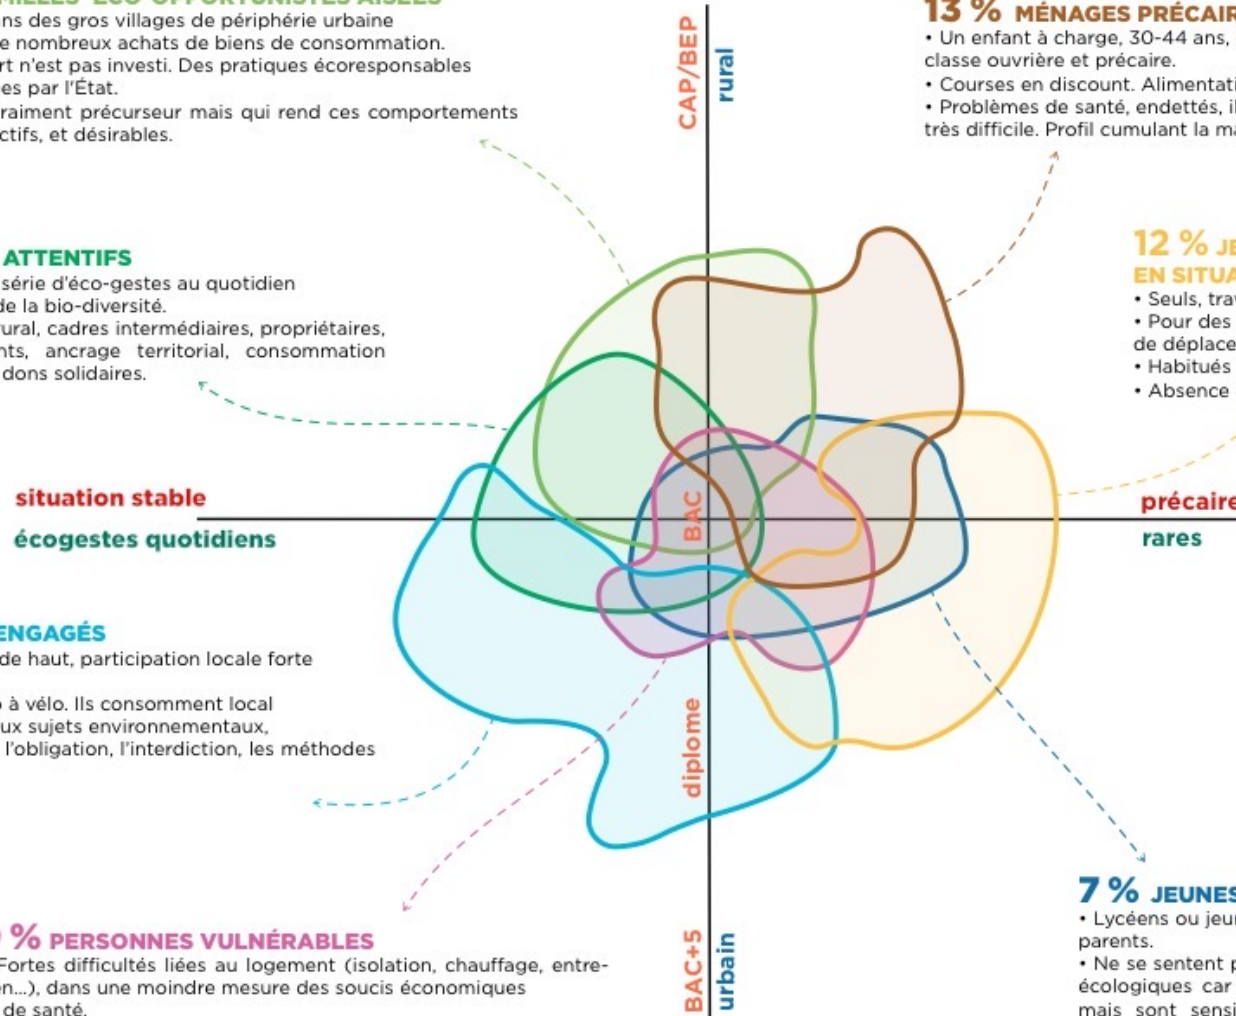 MILLES ÉCO-OPPORTUNISTES AISÉES
ns des gros villages de périphérie urbaine
e nombreux achats de biens de consommation.
rt n'est pas investi. Des pratiques écoresponsables
es par l'État.
raiment précurseur mais qui rend ces comportements
ctifs, et désirables.
CAP/BEP
rural
13 % MÉNAGES PRÉCAIR
• Un enfant à charge, 30-44 ans,
classe ouvrière et précaire.
• Courses en discount. Alimentati
• Problèmes de santé, endettés, il
très difficile. Profil cumulant la ma
ATTENTIFS
série d'éco-gestes au quotidien
de la bio-diversité.
rural, cadres intermédiaires, propriétaires,
nts, ancrage territorial, consommation
dons solidaires.
12 % JE
EN SITUA
• Seuls, trav
• Pour des
de déplace
• Habitués
• Absence
situation stable
écogestes quotidiens
BAC
précaire
rares
ENGAGÉS
de haut, participation locale forte
à vélo. Ils consomment local
ux sujets environnementaux,
l'obligation, l'interdiction, les méthodes
diplome
% PERSONNES VULNÉRABLES
Fortes difficultés liées au logement (isolation, chauffage, entre-
en...), dans une moindre mesure des soucis économiques
de santé.
BAC+5
urbain
7 % JEUNES
• Lycéens ou jeu
parents.
• Ne se sentent p
écologiques car
mais sont sensi